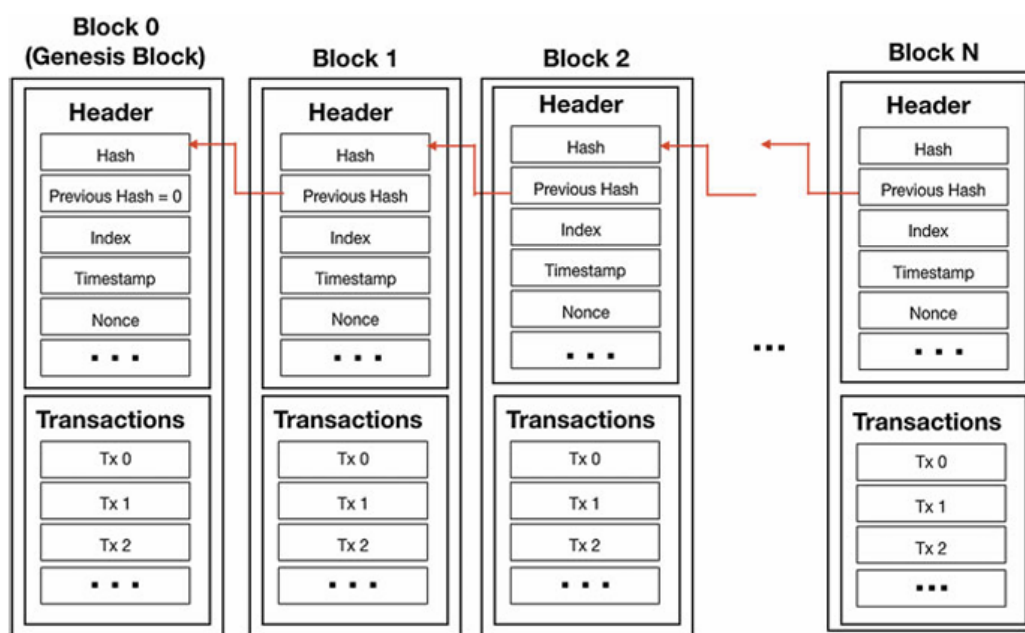 Block 0
(Genesis Block)
Header
Hash
Previous Hash = 0
Index
Timestamp
Nonce
▪ ▪ ▪
Transactions
Tx 0
Tx 1
Tx 2
▪ ▪ ▪
Block 1
Header
Hash
Previous Hash
Index
Timestamp
Nonce
▪ ▪ ▪
Transactions
Tx 0
Tx 1
Tx 2
▪ ▪ ▪
Block 2
Header
Hash
Previous Hash
Index
Timestamp
Nonce
▪ ▪ ▪
Transactions
Tx 0
Tx 1
Tx 2
▪ ▪ ▪
...
Block N
Header
Hash
Previous Hash
Index
Timestamp
Nonce
▪ ▪ ▪
Transactions
Tx 0
Tx 1
Tx 2
...